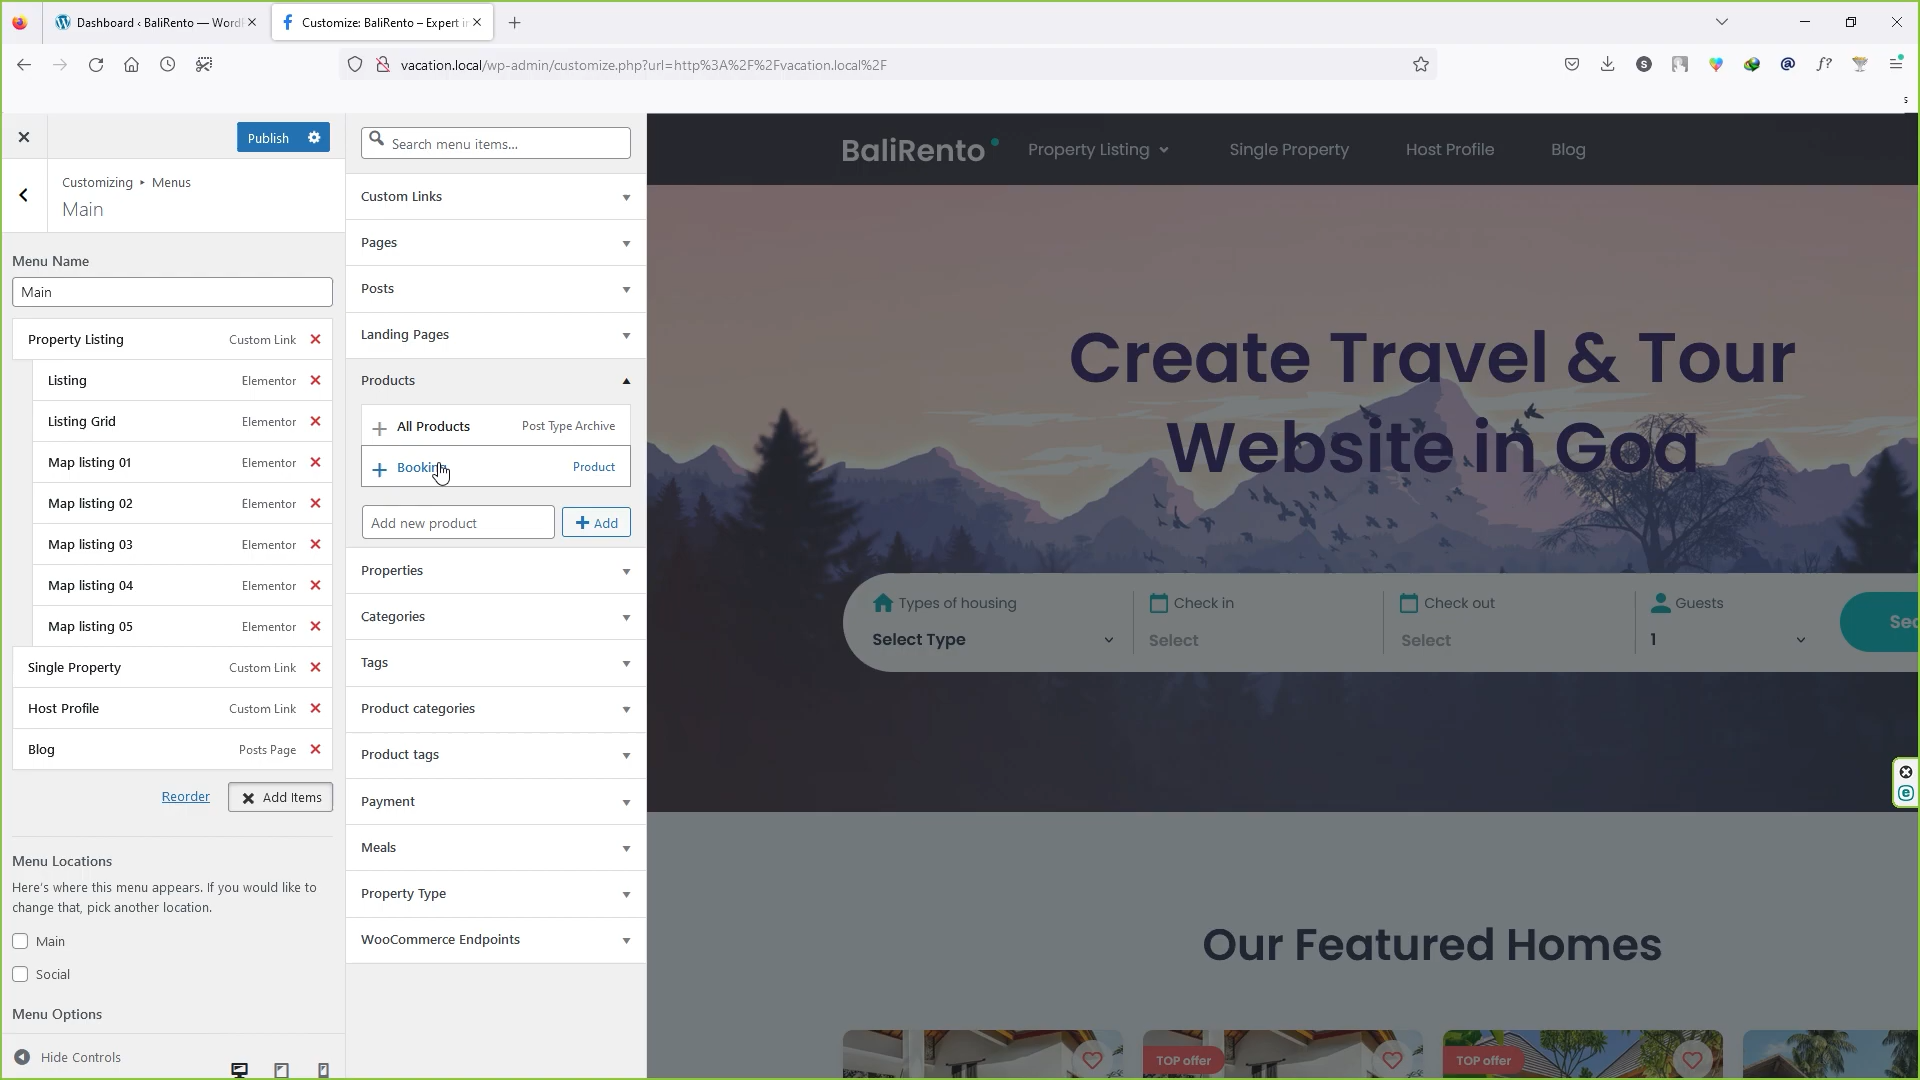 Dashboard ‹ BaliRento — Word
Customize: BaliRento – Expert in
vacation.local/wp-admin/customize.php?url=http%3A%2F%2Fvacation.local%2F
Publish
Customizing ▸ Menus
Main
Menu Name
Main
Property Listing Custom Link
Listing Elementor
Listing Grid Elementor
Map listing 01 Elementor
Map listing 02 Elementor
Map listing 03 Elementor
Map listing 04 Elementor
Map listing 05 Elementor
Single Property Custom Link
Host Profile Custom Link
Blog Posts Page
Reorder Add Items
Menu Locations
Here's where this menu appears. If you would like to
change that, pick another location.
Main
Social
Menu Options
Hide Controls
Search menu items...
Custom Links
Pages
Posts
Landing Pages
Products
All Products Post Type Archive
Booking Product
Add new product + Add
Properties
Categories
Tags
Product categories
Product tags
Payment
Meals
Property Type
WooCommerce Endpoints
BaliRento Property Listing Single Property Host Profile Blog
Create Travel & Tour
Website in Goa
Types of housing Check in Check out Guests
Select Type Select Select 1 Sea
Our Featured Homes
TOP offer TOP offer